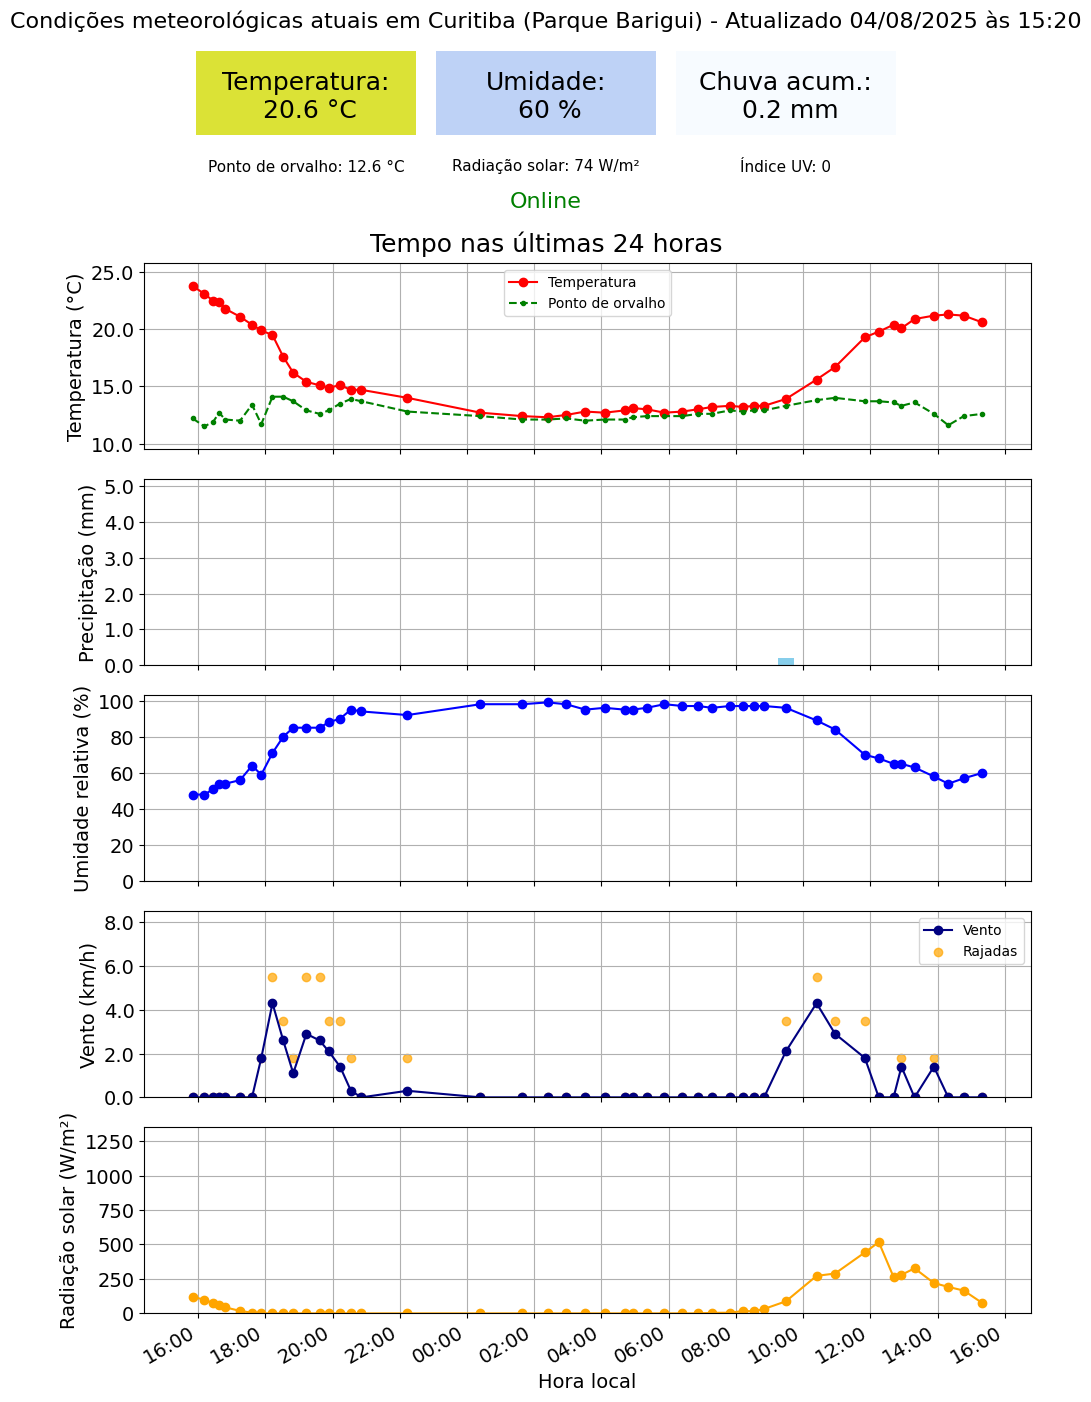 Condições meteorológicas atuais em Curitiba (Parque Barigui) - Atualizado 04/08/2025 às 15:20
Temperatura:
20.6 °C
Umidade:
60 %
Chuva acum.:
0.2 mm
Ponto de orvalho: 12.6 °C
Radiação solar: 74 W/m²
Índice UV: 0
Online
Tempo nas últimas 24 horas
Temperatura (°C)
25.0
20.0
15.0
10.0
Temperatura
Ponto de orvalho
Precipitação (mm)
5.0
4.0
3.0
2.0
1.0
0.0
Umidade relativa (%)
100
80
60
40
20
0
Vento (km/h)
8.0
6.0
4.0
2.0
0.0
Vento
Rajadas
Radiação solar (W/m²)
1250
1000
750
500
250
0
16:00
18:00
20:00
22:00
00:00
02:00
04:00
06:00
08:00
10:00
12:00
14:00
16:00
Hora local